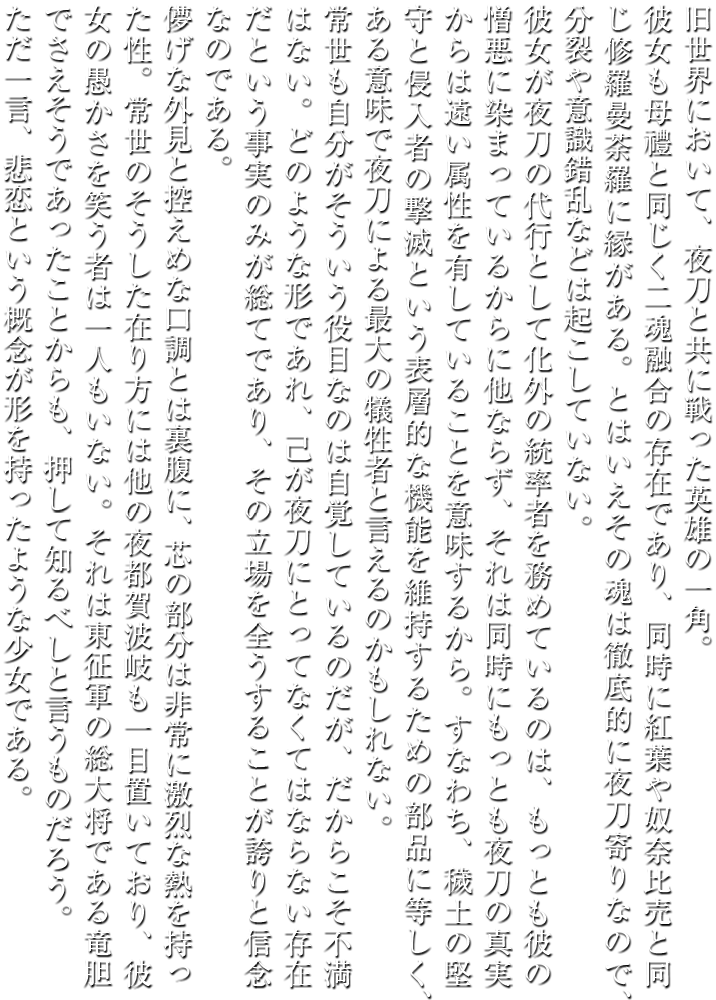 旧世界において、夜刀と共に戦った英雄の一角。
彼女も母禮と同じく二魂融合の存在であり、同時に紅葉や奴奈比売と同
じ修羅曼荼羅に縁がある。とはいえその魂は徹底的に夜刀寄りなので、
分裂や意識錯乱などは起こしていない。
彼女が夜刀の代行として化外の統率者を務めているのは、もっとも彼の
憎悪に染まっているからに他ならず、それは同時にもっとも夜刀の真実
からは遠い属性を有していることを意味するから。すなわち、穢土の堅
守と侵入者の撃滅という表層的な機能を維持するための部品に等しく、
ある意味で夜刀による最大の犠牲者と言えるのかもしれない。
常世も自分がそういう役目なのは自覚しているのだが、だからこそ不満
はない。どのような形であれ、己が夜刀にとってなくてはならない存在
だという事実のみが総てであり、その立場を全うすることが誇りと信念
なのである。
儚げな外見と控えめな口調とは裏腹に、芯の部分は非常に激烈な熱を持っ
た性。常世のそうした在り方には他の夜都賀波岐も一目置いており、彼
女の愚かさを笑う者は一人もいない。それは東征軍の総大将である竜胆
でさえそうであったことからも、押して知るべしと言うものだろう。
ただ一言、悲恋という概念が形を持ったような少女である。